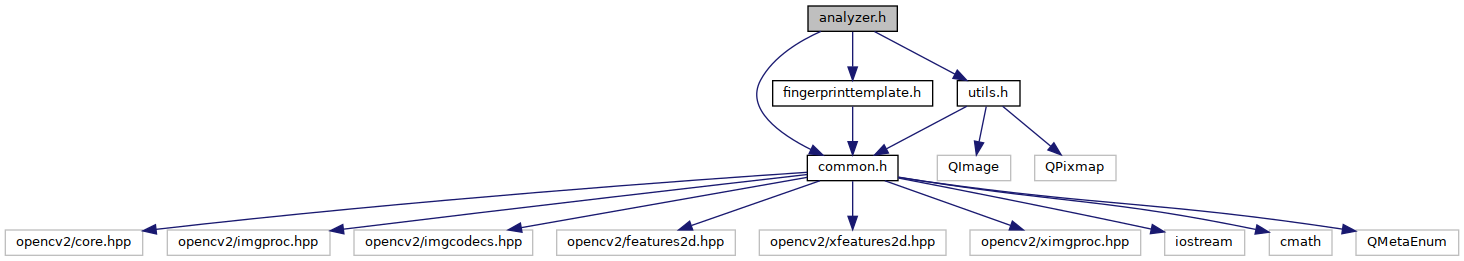 analyzer.h
fingerprinttemplate.h
utils.h
common.h
QImage
QPixmap
opencv2/core.hpp
opencv2/imgproc.hpp
opencv2/imgcodecs.hpp
opencv2/features2d.hpp
opencv2/xfeatures2d.hpp
opencv2/ximgproc.hpp
iostream
cmath
QMetaEnum